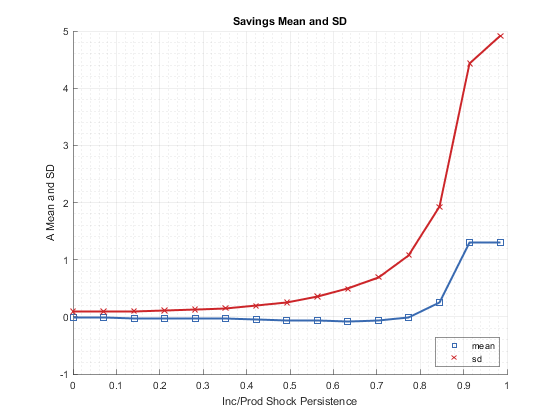 Savings Mean and SD
5
4
3
2
1
0
-1
A Mean and SD
0 0.1 0.2 0.3 0.4 0.5 0.6 0.7 0.8 0.9 1
Inc/Prod Shock Persistence
mean
sd